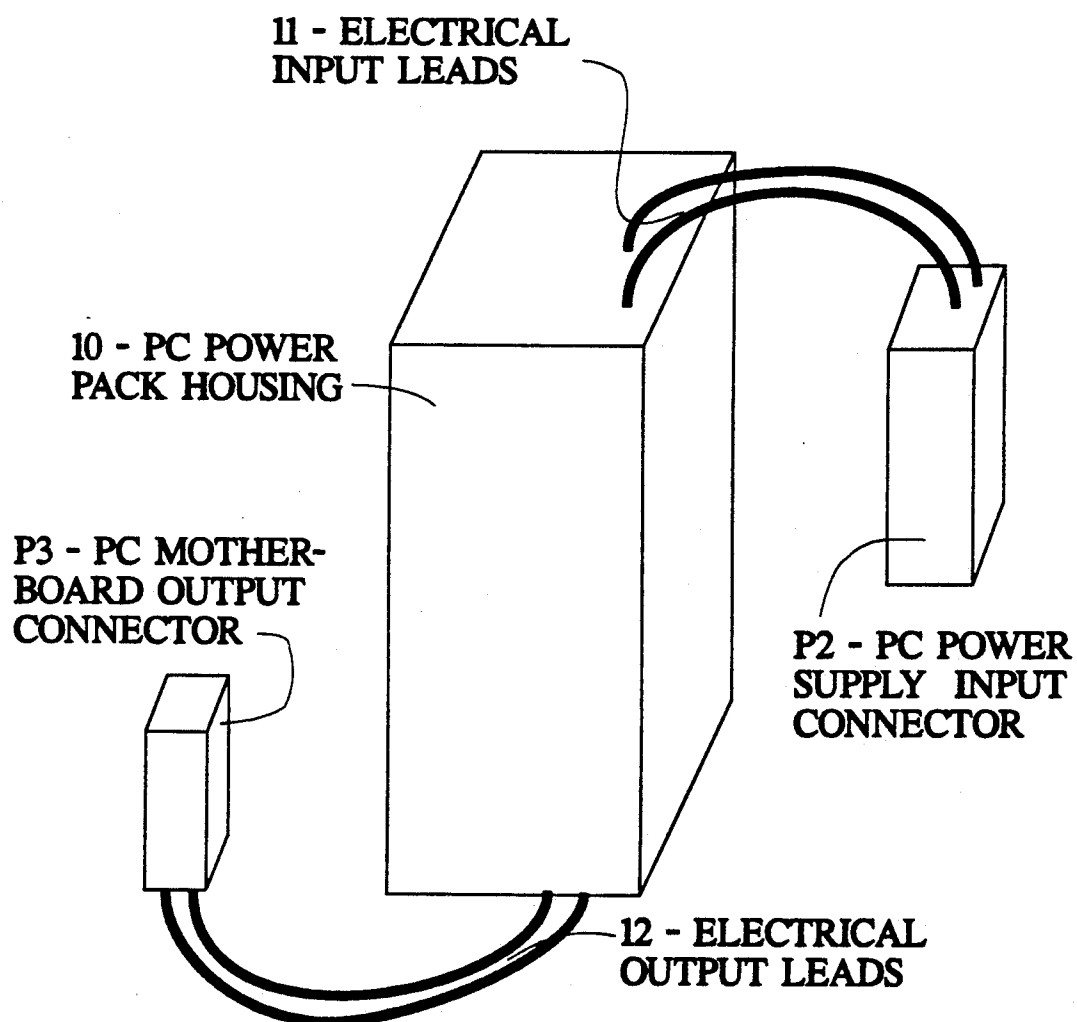 11 - ELECTRICAL
INPUT LEADS
10 - PC POWER
PACK HOUSING
P3 - PC MOTHER-
BOARD OUTPUT
CONNECTOR
P2 - PC POWER
SUPPLY INPUT
CONNECTOR
12 - ELECTRICAL
OUTPUT LEADS